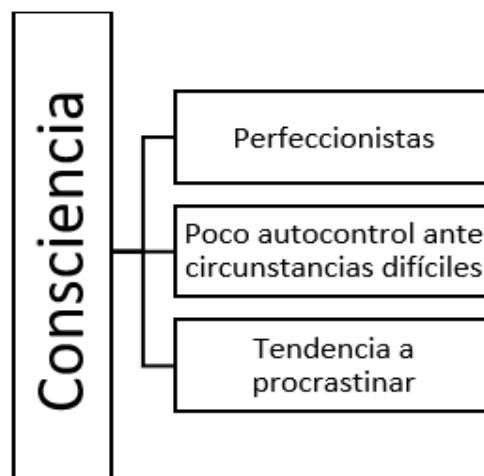 Consciencia
Perfeccionistas
Poco autocontrol ante
circunstancias difíciles
Tendencia a
procrastinar